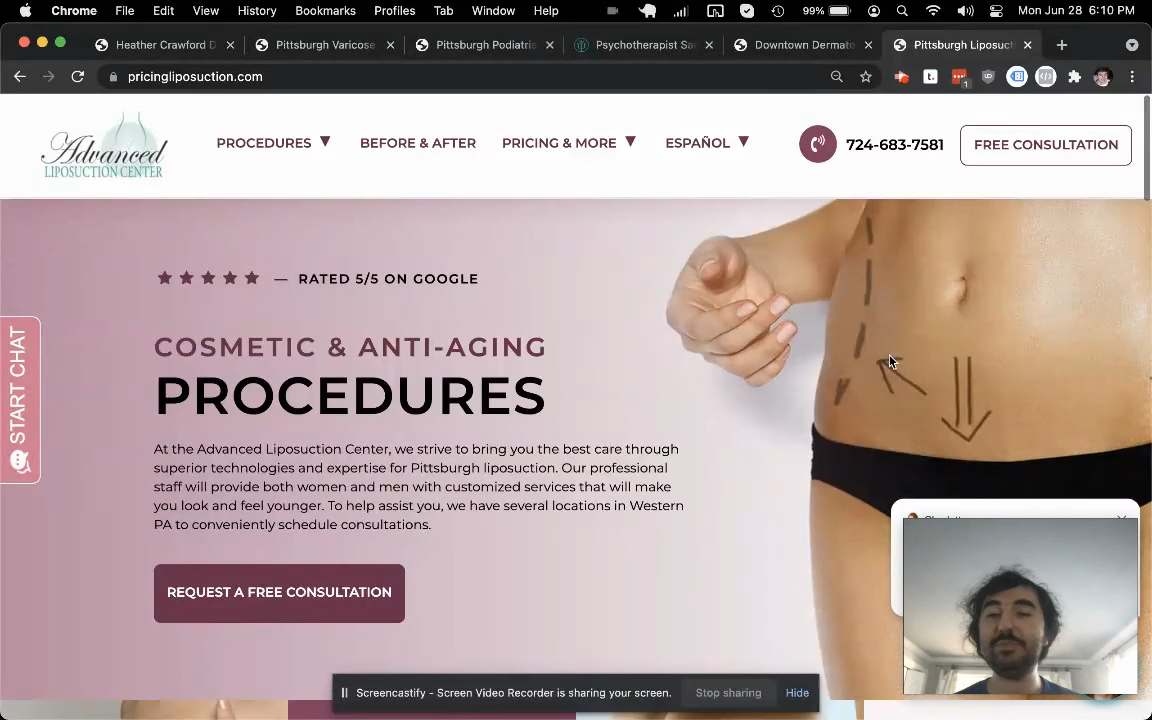 Chrome File Edit View History Bookmarks Profiles Tab Window Help 99% Mon Jun 28 6:10 PM
Heather Crawford D
Pittsburgh Varicose
Pittsburgh Podiatris
Psychotherapist Sa
Downtown Dermato
Pittsburgh Liposuct
pricingliposuction.com
t.
1
Advanced
LIPOSUCTION CENTER
PROCEDURES BEFORE & AFTER PRICING & MORE ESPAÑOL 724-683-7581 FREE CONSULTATION
— RATED 5/5 ON GOOGLE
COSMETIC & ANTI-AGING
PROCEDURES
At the Advanced Liposuction Center, we strive to bring you the best care through
superior technologies and expertise for Pittsburgh liposuction. Our professional
staff will provide both women and men with customized services that will make
you look and feel younger. To help assist you, we have several locations in Western
PA to conveniently schedule consultations.
REQUEST A FREE CONSULTATION
START CHAT
Screencastify - Screen Video Recorder is sharing your screen. Stop sharing Hide